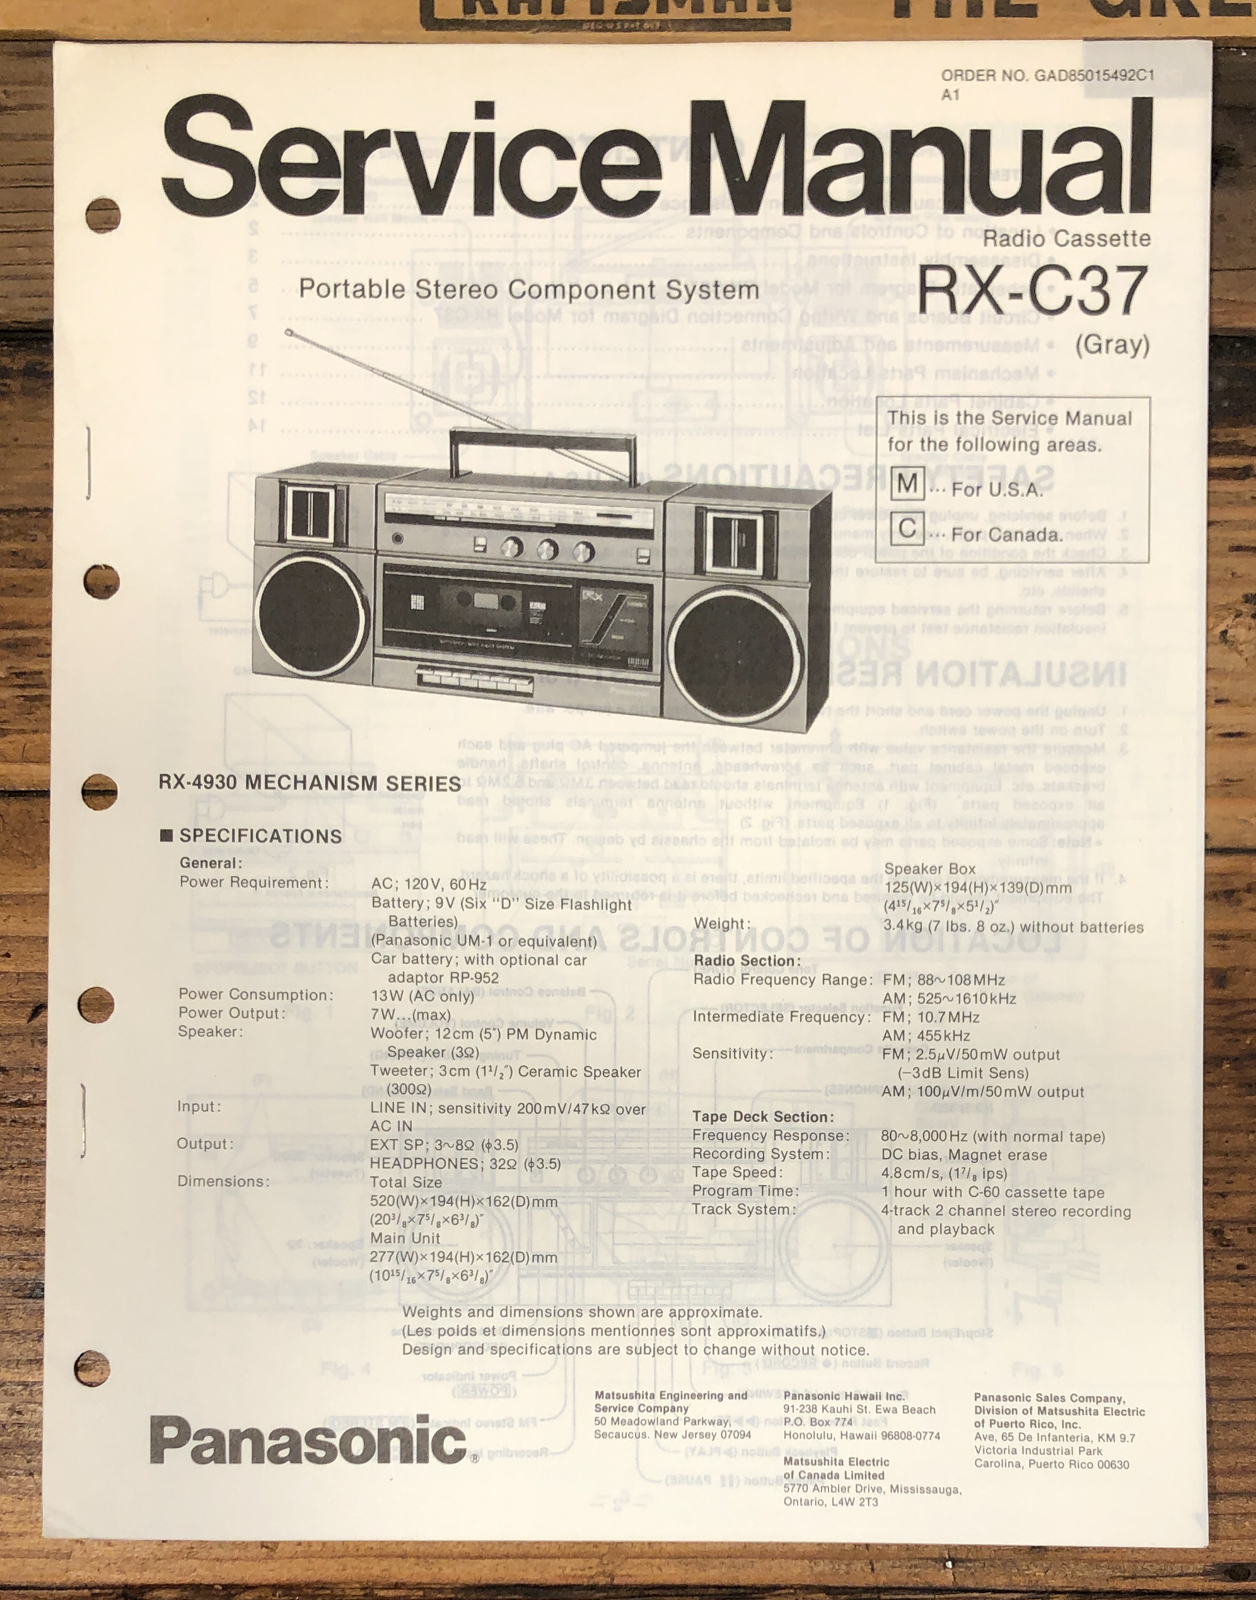 KRAFTSMAN
THE GRE
ORDER NO. GAD85015492C1
A1
Service Manual
Radio Cassette
Portable Stereo Component System
RX-C37
(Gray)
This is the Service Manual
for the following areas.
M ... For U.S.A.
C ... For Canada.
RX
RX-4930 MECHANISM SERIES
■ SPECIFICATIONS
General:
Power Requirement: AC; 120V, 60Hz
Battery; 9V (Six "D" Size Flashlight
Batteries)
(Panasonic UM-1 or equivalent)
Car battery; with optional car
adaptor RP-952
Power Consumption: 13W (AC only)
Power Output: 7W...(max)
Speaker: Woofer; 12cm (5″) PM Dynamic
Speaker (3Ω)
Tweeter; 3cm (1¹/₂″) Ceramic Speaker
(300Ω)
Input: LINE IN; sensitivity 200mV/47kΩ over
AC IN
Output: EXT SP; 3~8Ω (ϕ3.5)
HEADPHONES; 32Ω (ϕ3.5)
Dimensions: Total Size
520(W)×194(H)×162(D)mm
(20³/₈×7⁵/₈×6³/₈)″
Main Unit
277(W)×194(H)×162(D)mm
(10¹⁵/₁₆×7⁵/₈×6³/₈)″
Speaker Box
125(W)×194(H)×139(D)mm
(4¹⁵/₁₆×7⁵/₈×5¹/₂)″
Weight: 3.4kg (7 lbs. 8 oz.) without batteries
Radio Section:
Radio Frequency Range: FM; 88~108MHz
AM; 525~1610kHz
Intermediate Frequency: FM; 10.7MHz
AM; 455kHz
Sensitivity: FM; 2.5μV/50mW output
(−3dB Limit Sens)
AM; 100μV/m/50mW output
Tape Deck Section:
Frequency Response: 80~8,000Hz (with normal tape)
Recording System: DC bias, Magnet erase
Tape Speed: 4.8cm/s, (1⁷/₈ ips)
Program Time: 1 hour with C-60 cassette tape
Track System: 4-track 2 channel stereo recording
and playback
Weights and dimensions shown are approximate.
(Les poids et dimensions mentionnes sont approximatifs.)
Design and specifications are subject to change without notice.
Panasonic®
Matsushita Engineering and
Service Company
50 Meadowland Parkway,
Secaucus. New Jersey 07094
Panasonic Hawaii Inc.
91-238 Kauhi St. Ewa Beach
P.O. Box 774
Honolulu, Hawaii 96808-0774
Matsushita Electric
of Canada Limited
5770 Ambler Drive, Mississauga,
Ontario, L4W 2T3
Panasonic Sales Company,
Division of Matsushita Electric
of Puerto Rico, Inc.
Ave, 65 De Infanteria, KM 9.7
Victoria Industrial Park
Carolina, Puerto Rico 00630